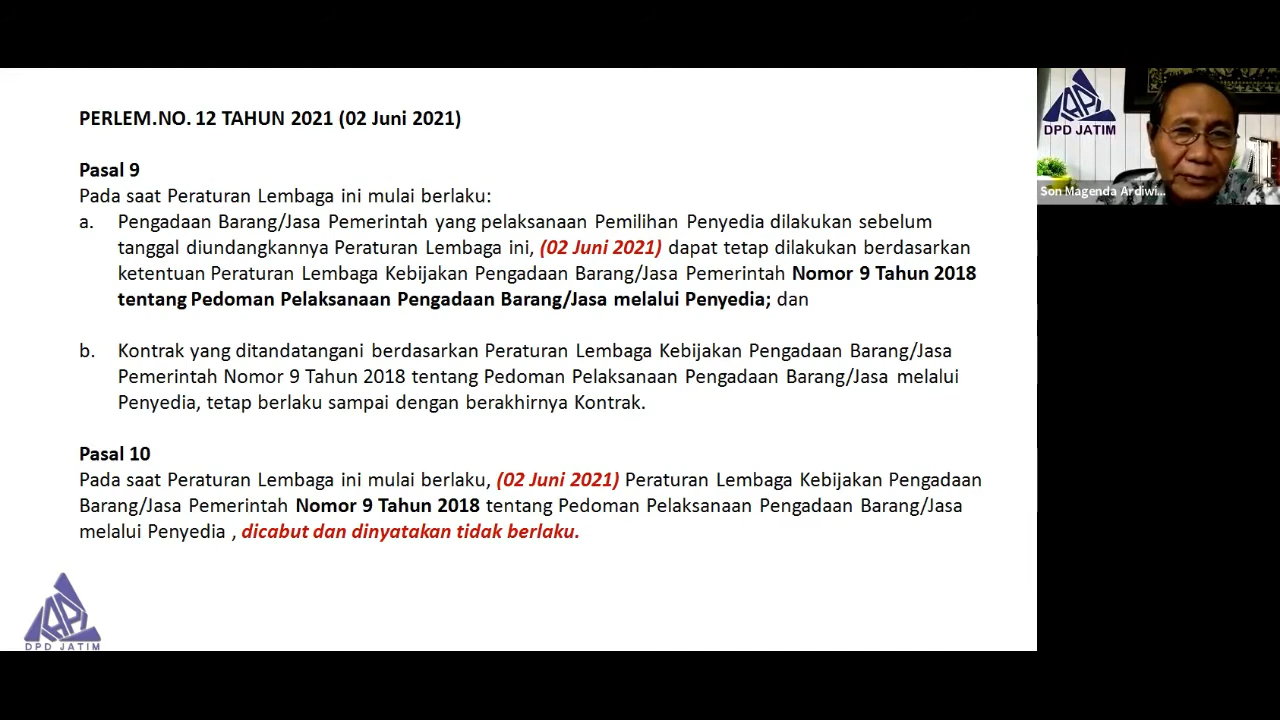 PERLEM.NO. 12 TAHUN 2021 (02 Juni 2021)
Pasal 9
Pada saat Peraturan Lembaga ini mulai berlaku:
a. Pengadaan Barang/Jasa Pemerintah yang pelaksanaan Pemilihan Penyedia dilakukan sebelum
tanggal diundangkannya Peraturan Lembaga ini, (02 Juni 2021) dapat tetap dilakukan berdasarkan
ketentuan Peraturan Lembaga Kebijakan Pengadaan Barang/Jasa Pemerintah Nomor 9 Tahun 2018
tentang Pedoman Pelaksanaan Pengadaan Barang/Jasa melalui Penyedia; dan
b. Kontrak yang ditandatangani berdasarkan Peraturan Lembaga Kebijakan Pengadaan Barang/Jasa
Pemerintah Nomor 9 Tahun 2018 tentang Pedoman Pelaksanaan Pengadaan Barang/Jasa melalui
Penyedia, tetap berlaku sampai dengan berakhirnya Kontrak.
Pasal 10
Pada saat Peraturan Lembaga ini mulai berlaku, (02 Juni 2021) Peraturan Lembaga Kebijakan Pengadaan
Barang/Jasa Pemerintah Nomor 9 Tahun 2018 tentang Pedoman Pelaksanaan Pengadaan Barang/Jasa
melalui Penyedia , dicabut dan dinyatakan tidak berlaku.
DPD JATIM
DPD JATIM
Son Magenda Ardiwi...